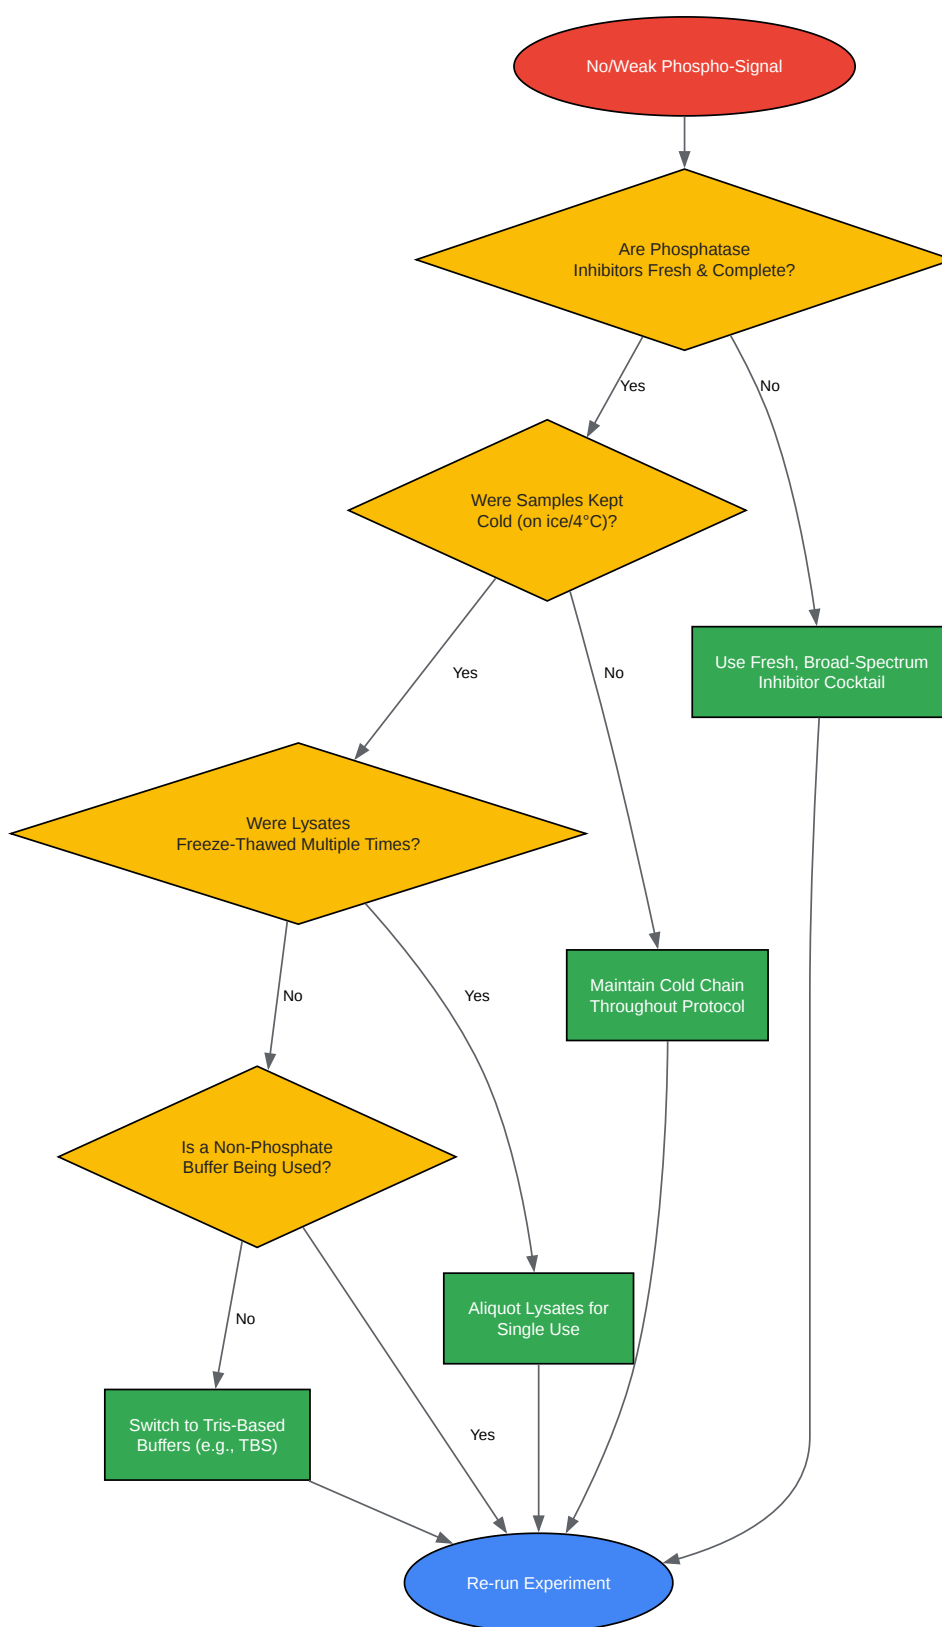 No/Weak Phospho-Signal
Are Phosphatase
Inhibitors Fresh & Complete?
Yes
No
Were Samples Kept
Cold (on ice/4°C)?
Use Fresh, Broad-Spectrum
Inhibitor Cocktail
Yes
No
Were Lysates
Freeze-Thawed Multiple Times?
Maintain Cold Chain
Throughout Protocol
No
Yes
Is a Non-Phosphate
Buffer Being Used?
Aliquot Lysates for
Single Use
No
Yes
Switch to Tris-Based
Buffers (e.g., TBS)
Re-run Experiment